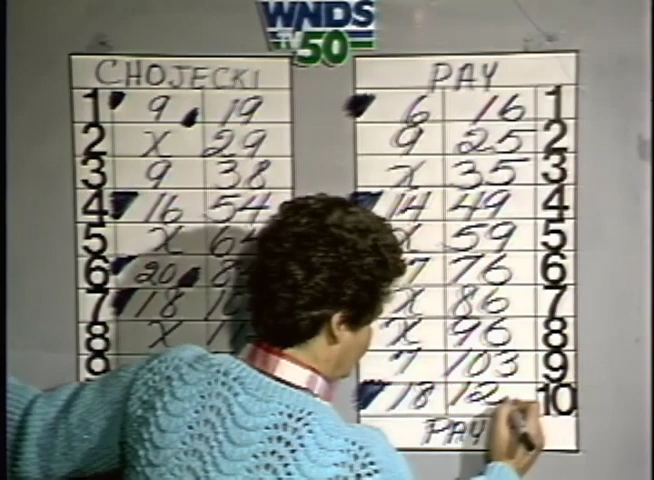 WNDS
TV 50
CHOJECKI
1 9 19
2 X 29
3 9 38
4 16 54
5 X
6 20
7 18
8 X
PAY
6 16 1
9 25 2
X 35 3
14 49 4
X 59 5
7 76 6
X 86 7
X 96 8
7 103 9
18 12 10
PAY